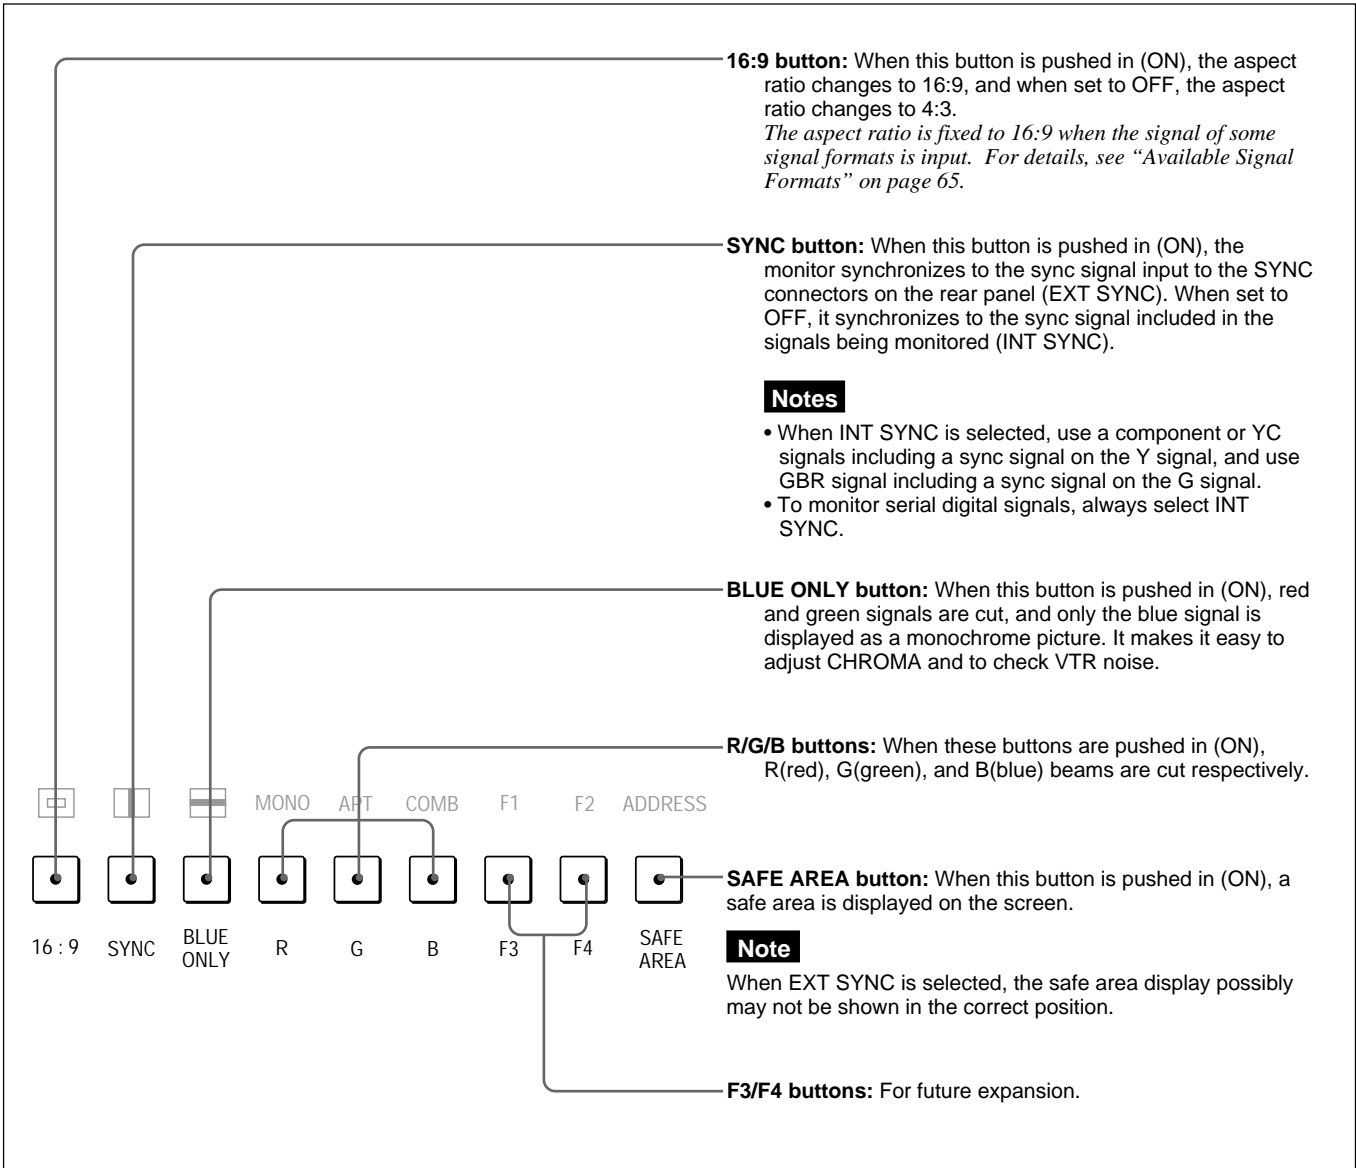 16:9 button: When this button is pushed in (ON), the aspect
ratio changes to 16:9, and when set to OFF, the aspect
ratio changes to 4:3.
The aspect ratio is fixed to 16:9 when the signal of some
signal formats is input.  For details, see “Available Signal
Formats” on page 65.
SYNC button: When this button is pushed in (ON), the
monitor synchronizes to the sync signal input to the SYNC
connectors on the rear panel (EXT SYNC). When set to
OFF, it synchronizes to the sync signal included in the
signals being monitored (INT SYNC).
Notes
• When INT SYNC is selected, use a component or YC
signals including a sync signal on the Y signal, and use
GBR signal including a sync signal on the G signal.
• To monitor serial digital signals, always select INT
SYNC.
BLUE ONLY button: When this button is pushed in (ON), red
and green signals are cut, and only the blue signal is
displayed as a monochrome picture. It makes it easy to
adjust CHROMA and to check VTR noise.
R/G/B buttons: When these buttons are pushed in (ON),
R(red), G(green), and B(blue) beams are cut respectively.
MONO APT COMB F1 F2 ADDRESS
SAFE AREA button: When this button is pushed in (ON), a
safe area is displayed on the screen.
16 : 9 SYNC BLUE ONLY R G B F3 F4 SAFE AREA
Note
When EXT SYNC is selected, the safe area display possibly
may not be shown in the correct position.
F3/F4 buttons: For future expansion.